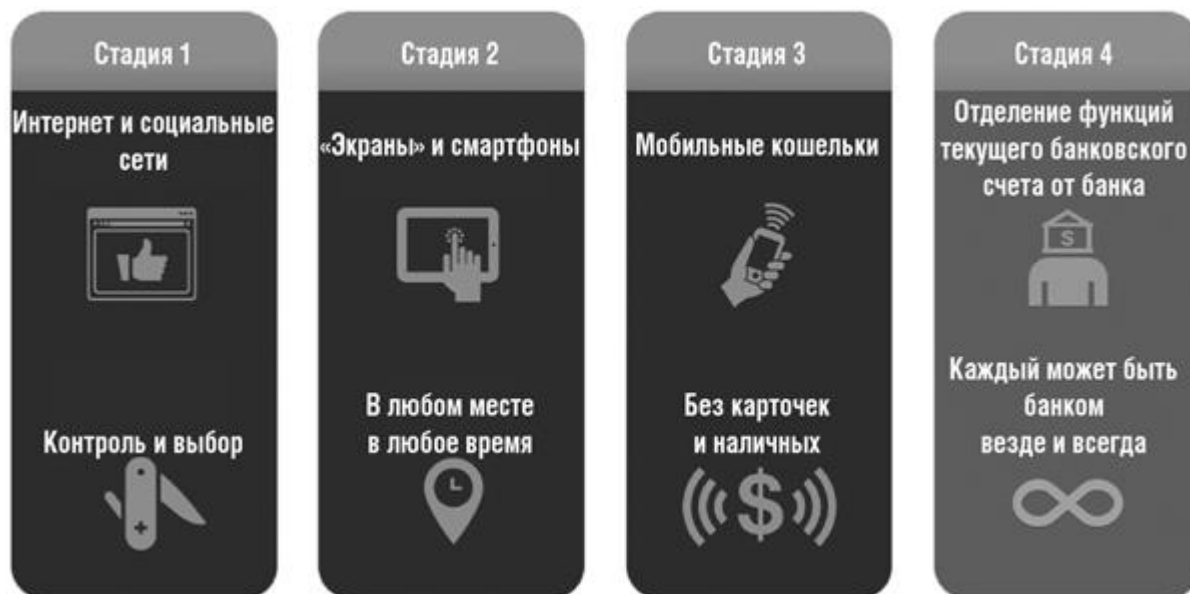 Стадия 1
Интернет и социальные
сети
Контроль и выбор
Стадия 2
«Экраны» и смартфоны
В любом месте
в любое время
Стадия 3
Мобильные кошельки
Без карточек
и наличных
$
Стадия 4
Отделение функций
текущего банковского
счета от банка
S
Каждый может быть
банком
везде и всегда